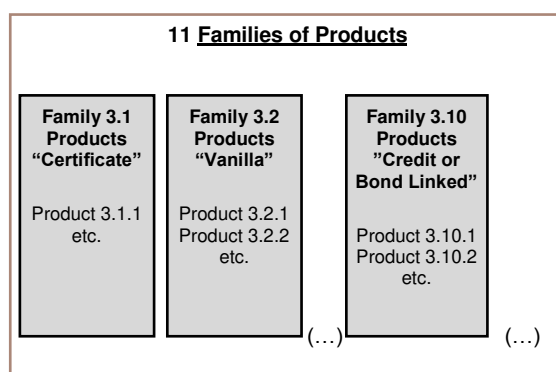 11 Families of Products
Family 3.1
Products
“Certificate”
Product 3.1.1
etc.
Family 3.2
Products
“Vanilla”
Product 3.2.1
Product 3.2.2
etc.
(…)
Family 3.10
Products
”Credit or
Bond Linked”
Product 3.10.1
Product 3.10.2
etc.
(…)